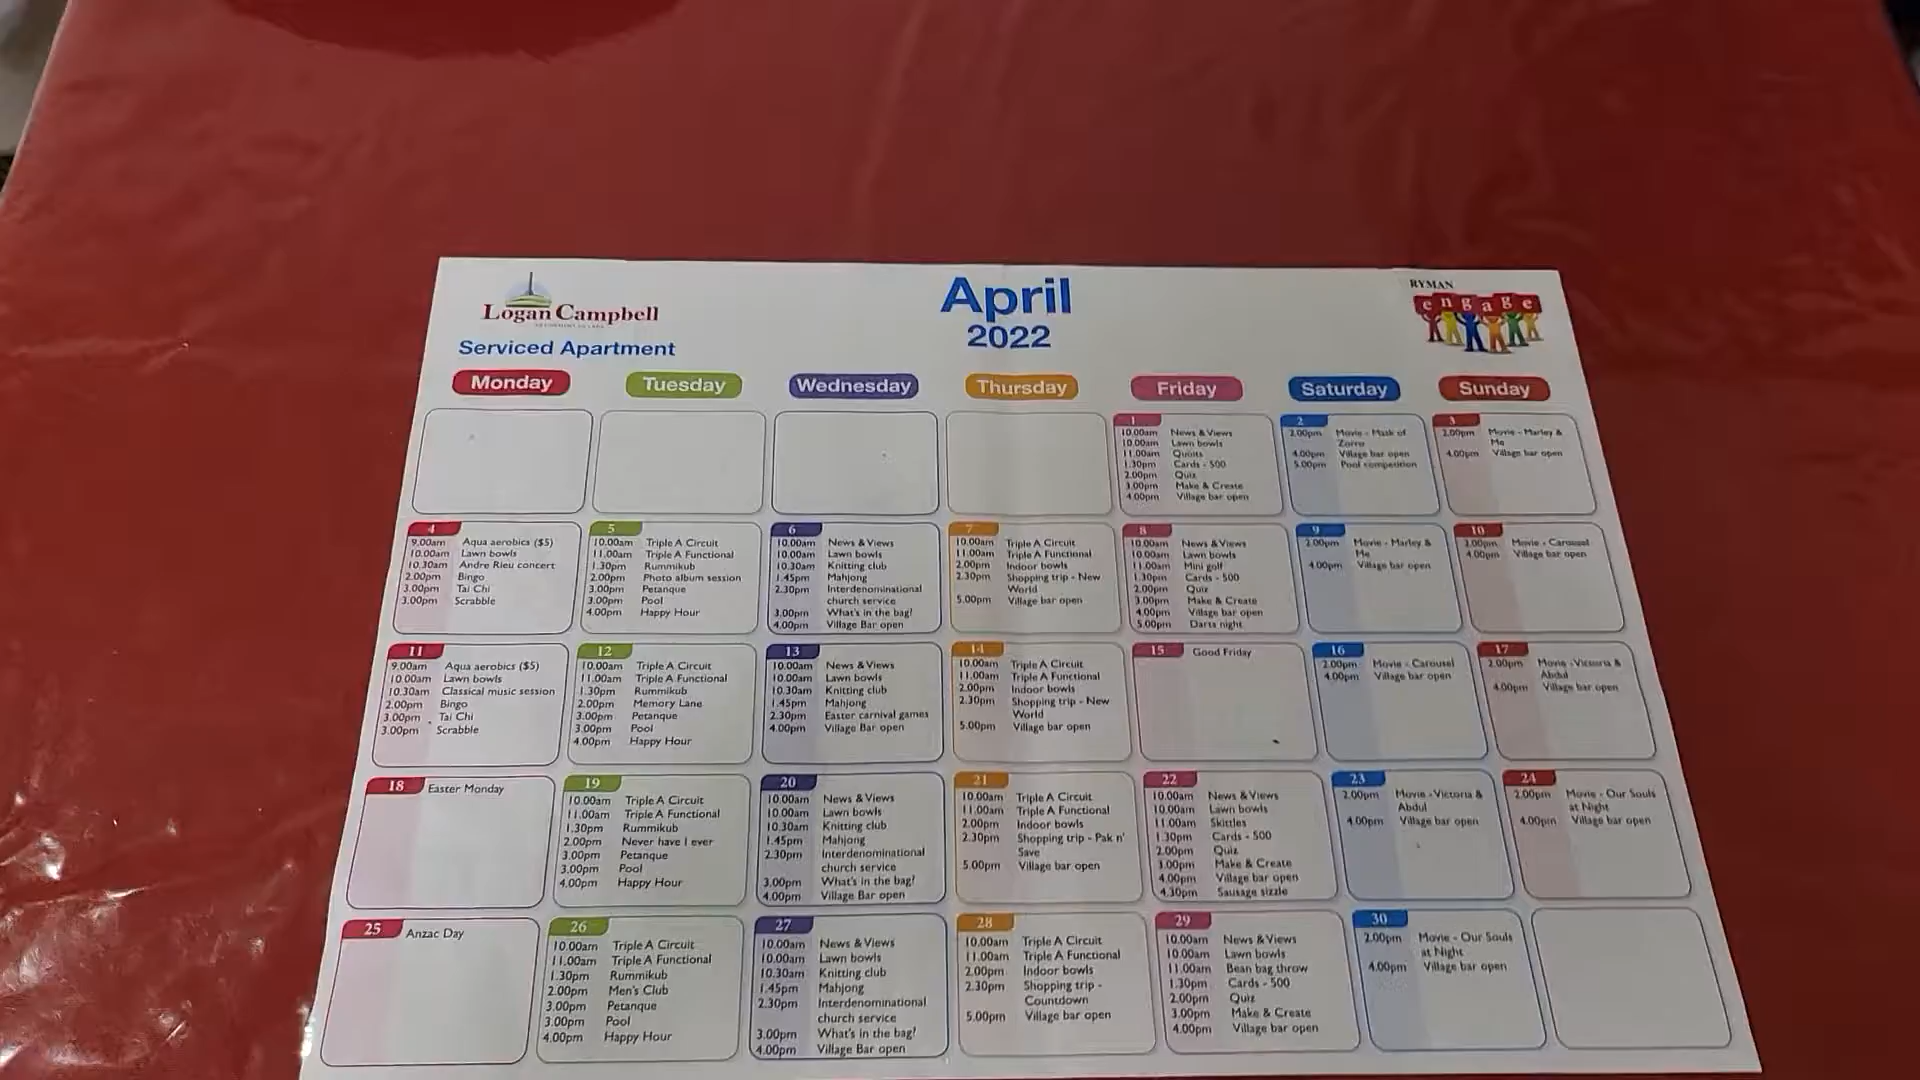 April
RYMAN
engage
Logan Campbell
2022
Serviced Apartment
Monday
Tuesday
Wednesday
Thursday
Friday
Saturday
Sunday
1
10.00am News & Views
10.00am Lawn bowls
11.00am Quoits
1.30pm Cards - 500
2.00pm Quiz
3.00pm Make & Create
4.00pm Village bar open
2
2.00pm Movie - Mask of
Zorro
4.00pm Village bar open
5.00pm Pool competition
3
2.00pm Movie - Marley &
Me
4.00pm Village bar open
4
9.00am Aqua aerobics ($5)
10.00am Lawn bowls
10.30am Andre Rieu concert
2.00pm Bingo
3.00pm Tai Chi
3.00pm Scrabble
5
10.00am Triple A Circuit
11.00am Triple A Functional
1.30pm Rummikub
2.00pm Photo album session
3.00pm Petanque
3.00pm Pool
4.00pm Happy Hour
6
10.00am News & Views
10.00am Lawn bowls
10.30am Knitting club
1.45pm Mahjong
2.30pm Interdenominational
church service
3.00pm What's in the bag?
4.00pm Village Bar open
7
10.00am Triple A Circuit
11.00am Triple A Functional
2.00pm Indoor bowls
2.30pm Shopping trip - New
World
5.00pm Village bar open
8
10.00am News & Views
10.00am Lawn bowls
11.00am Mini golf
1.30pm Cards - 500
2.00pm Quiz
3.00pm Make & Create
4.00pm Village bar open
5.00pm Darts night
9
2.00pm Movie - Marley &
Me
4.00pm Village bar open
10
2.00pm Movie - Carousel
4.00pm Village bar open
11
9.00am Aqua aerobics ($5)
10.00am Lawn bowls
10.30am Classical music session
2.00pm Bingo
3.00pm Tai Chi
3.00pm Scrabble
12
10.00am Triple A Circuit
11.00am Triple A Functional
1.30pm Rummikub
2.00pm Memory Lane
3.00pm Petanque
3.00pm Pool
4.00pm Happy Hour
13
10.00am News & Views
10.00am Lawn bowls
10.30am Knitting club
1.45pm Mahjong
2.30pm Easter carnival games
4.00pm Village Bar open
14
10.00am Triple A Circuit
11.00am Triple A Functional
2.00pm Indoor bowls
2.30pm Shopping trip - New
World
5.00pm Village bar open
15 Good Friday
16
2.00pm Movie - Carousel
4.00pm Village bar open
17
2.00pm Movie - Victoria &
Abdul
4.00pm Village bar open
18 Easter Monday
19
10.00am Triple A Circuit
11.00am Triple A Functional
1.30pm Rummikub
2.00pm Never have I ever
3.00pm Petanque
3.00pm Pool
4.00pm Happy Hour
20
10.00am News & Views
10.00am Lawn bowls
10.30am Knitting club
1.45pm Mahjong
2.30pm Interdenominational
church service
3.00pm What's in the bag?
4.00pm Village Bar open
21
10.00am Triple A Circuit
11.00am Triple A Functional
2.00pm Indoor bowls
2.30pm Shopping trip - Pak n'
Save
5.00pm Village bar open
22
10.00am News & Views
10.00am Lawn bowls
11.00am Skittles
1.30pm Cards - 500
2.00pm Quiz
3.00pm Make & Create
4.00pm Village bar open
4.30pm Sausage sizzle
23
2.00pm Movie - Victoria &
Abdul
4.00pm Village bar open
24
2.00pm Movie - Our Souls
at Night
4.00pm Village bar open
25 Anzac Day
26
10.00am Triple A Circuit
11.00am Triple A Functional
1.30pm Rummikub
2.00pm Men's Club
3.00pm Petanque
3.00pm Pool
4.00pm Happy Hour
27
10.00am News & Views
10.00am Lawn bowls
10.30am Knitting club
1.45pm Mahjong
2.30pm Interdenominational
church service
3.00pm What's in the bag?
4.00pm Village Bar open
28
10.00am Triple A Circuit
11.00am Triple A Functional
2.00pm Indoor bowls
2.30pm Shopping trip -
Countdown
5.00pm Village bar open
29
10.00am News & Views
10.00am Lawn bowls
11.00am Bean bag throw
1.30pm Cards - 500
2.00pm Quiz
3.00pm Make & Create
4.00pm Village bar open
30
2.00pm Movie - Our Souls
at Night
4.00pm Village bar open